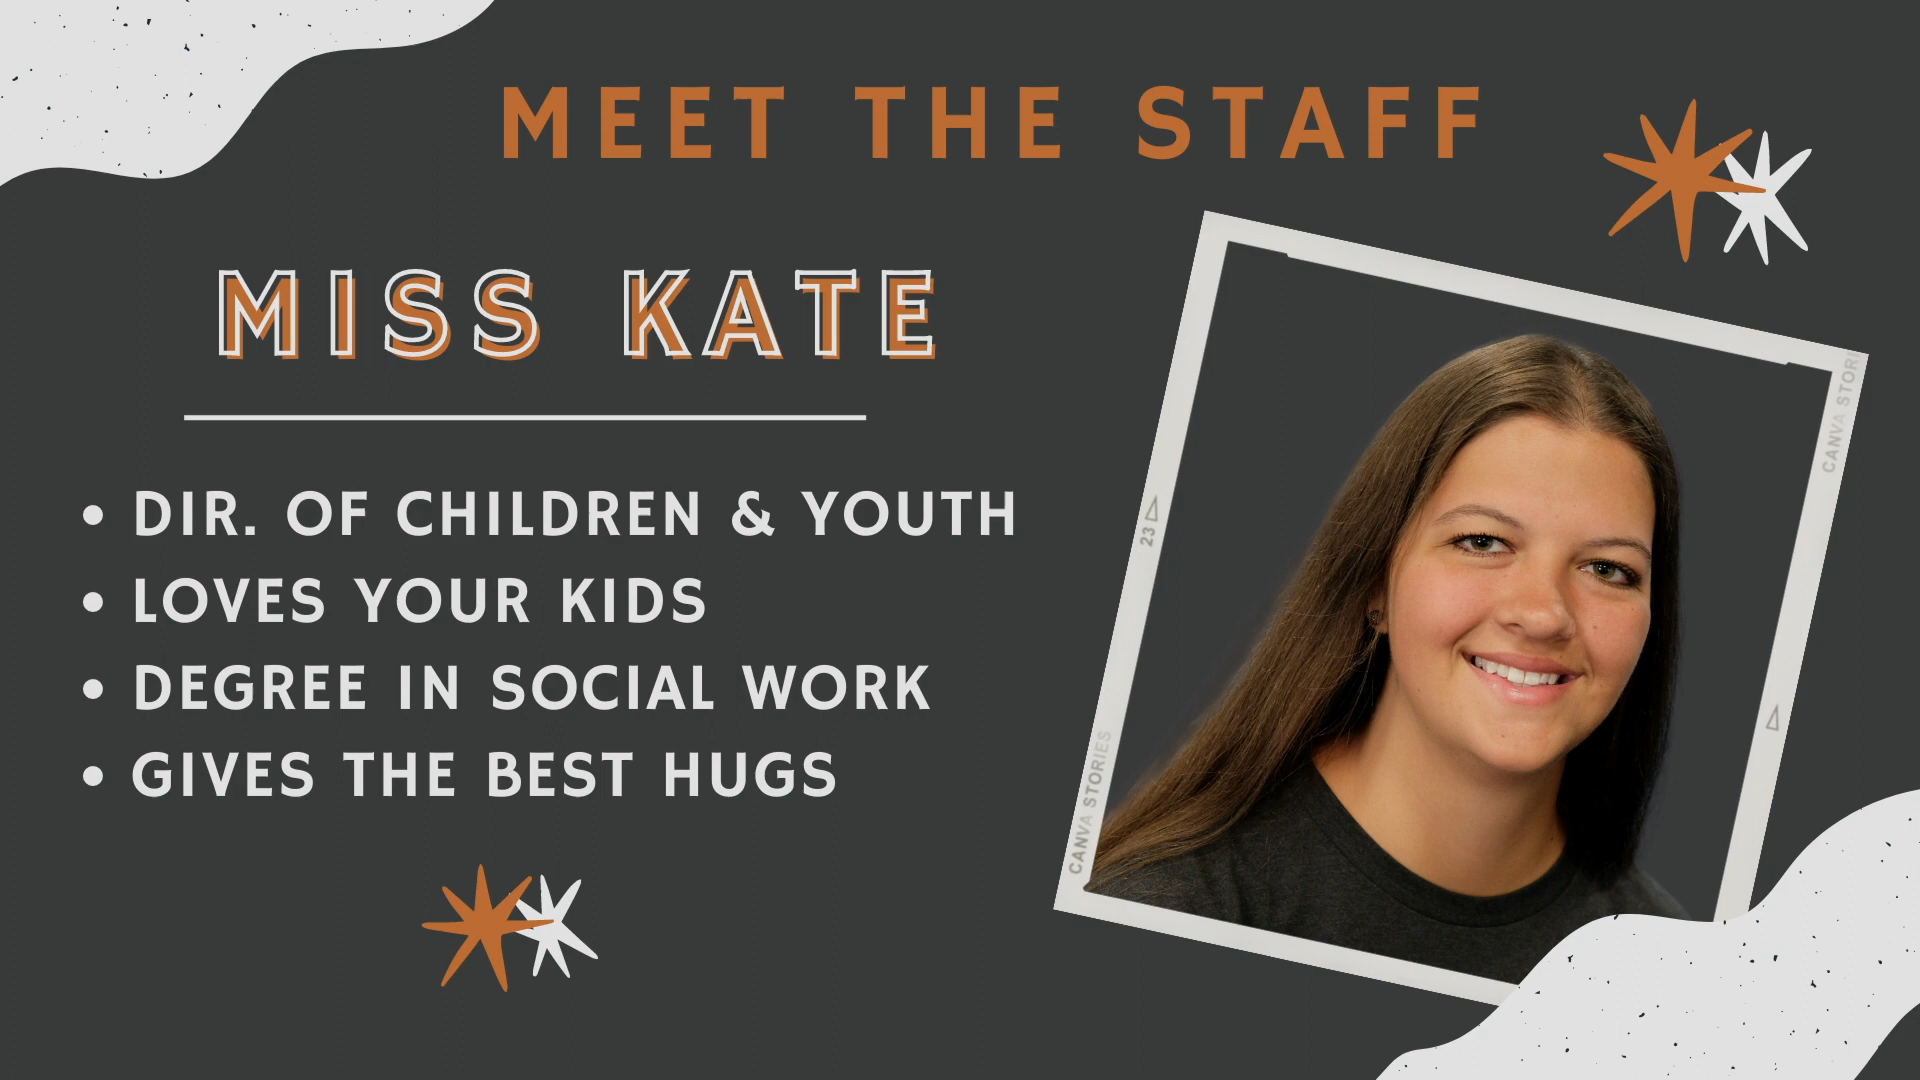 MEET THE STAFF
MISS KATE
• DIR. OF CHILDREN & YOUTH
• LOVES YOUR KIDS
• DEGREE IN SOCIAL WORK
• GIVES THE BEST HUGS
CANVA STORI
23
CANVA STORIES